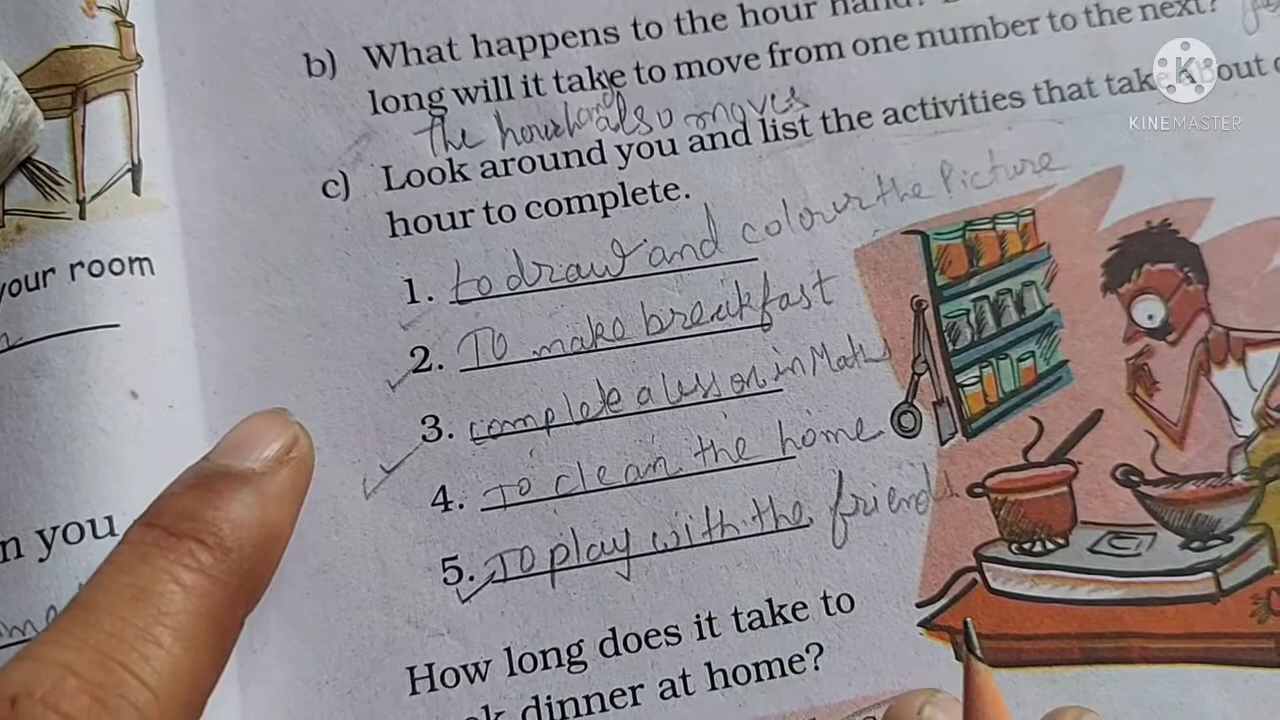 b) What happens to the hour hand?
long will it take to move from one number to the next?
the hour hand also moves
c) Look around you and list the activities that take about
hour to complete.
1. to draw and colour the Picture
2. To make breakfast
3. complete a lesson in Maths
4. To clean the home
5. To play with the friends
How long does it take to
dinner at home?
your room
n you
K
KINEMASTER